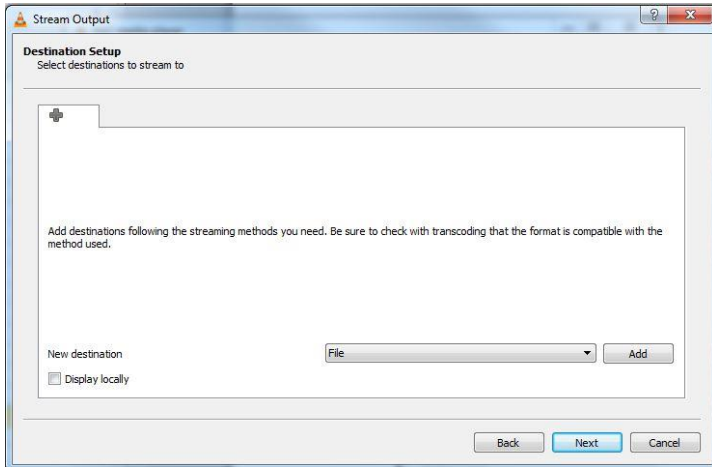 Stream Output
Destination Setup
Select destinations to stream to
Add destinations following the streaming methods you need. Be sure to check with transcoding that the format is compatible with the
method used.
New destination
File
Add
Display locally
Back
Next
Cancel